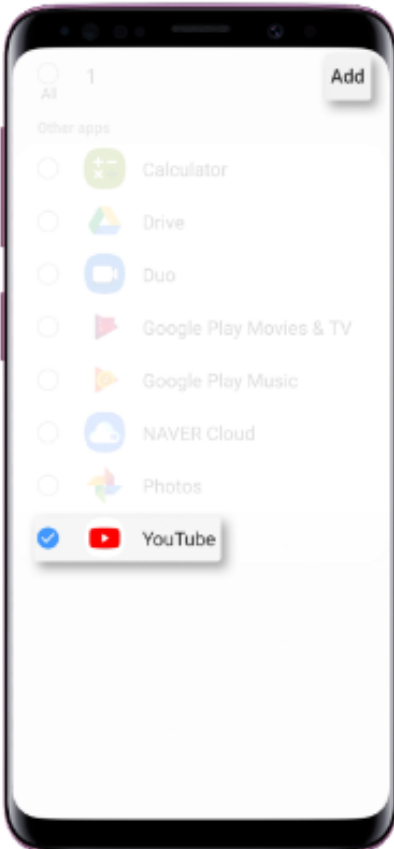 1
Add
All
Other apps
Calculator
Drive
Duo
Google Play Movies & TV
Google Play Music
NAVER Cloud
Photos
YouTube